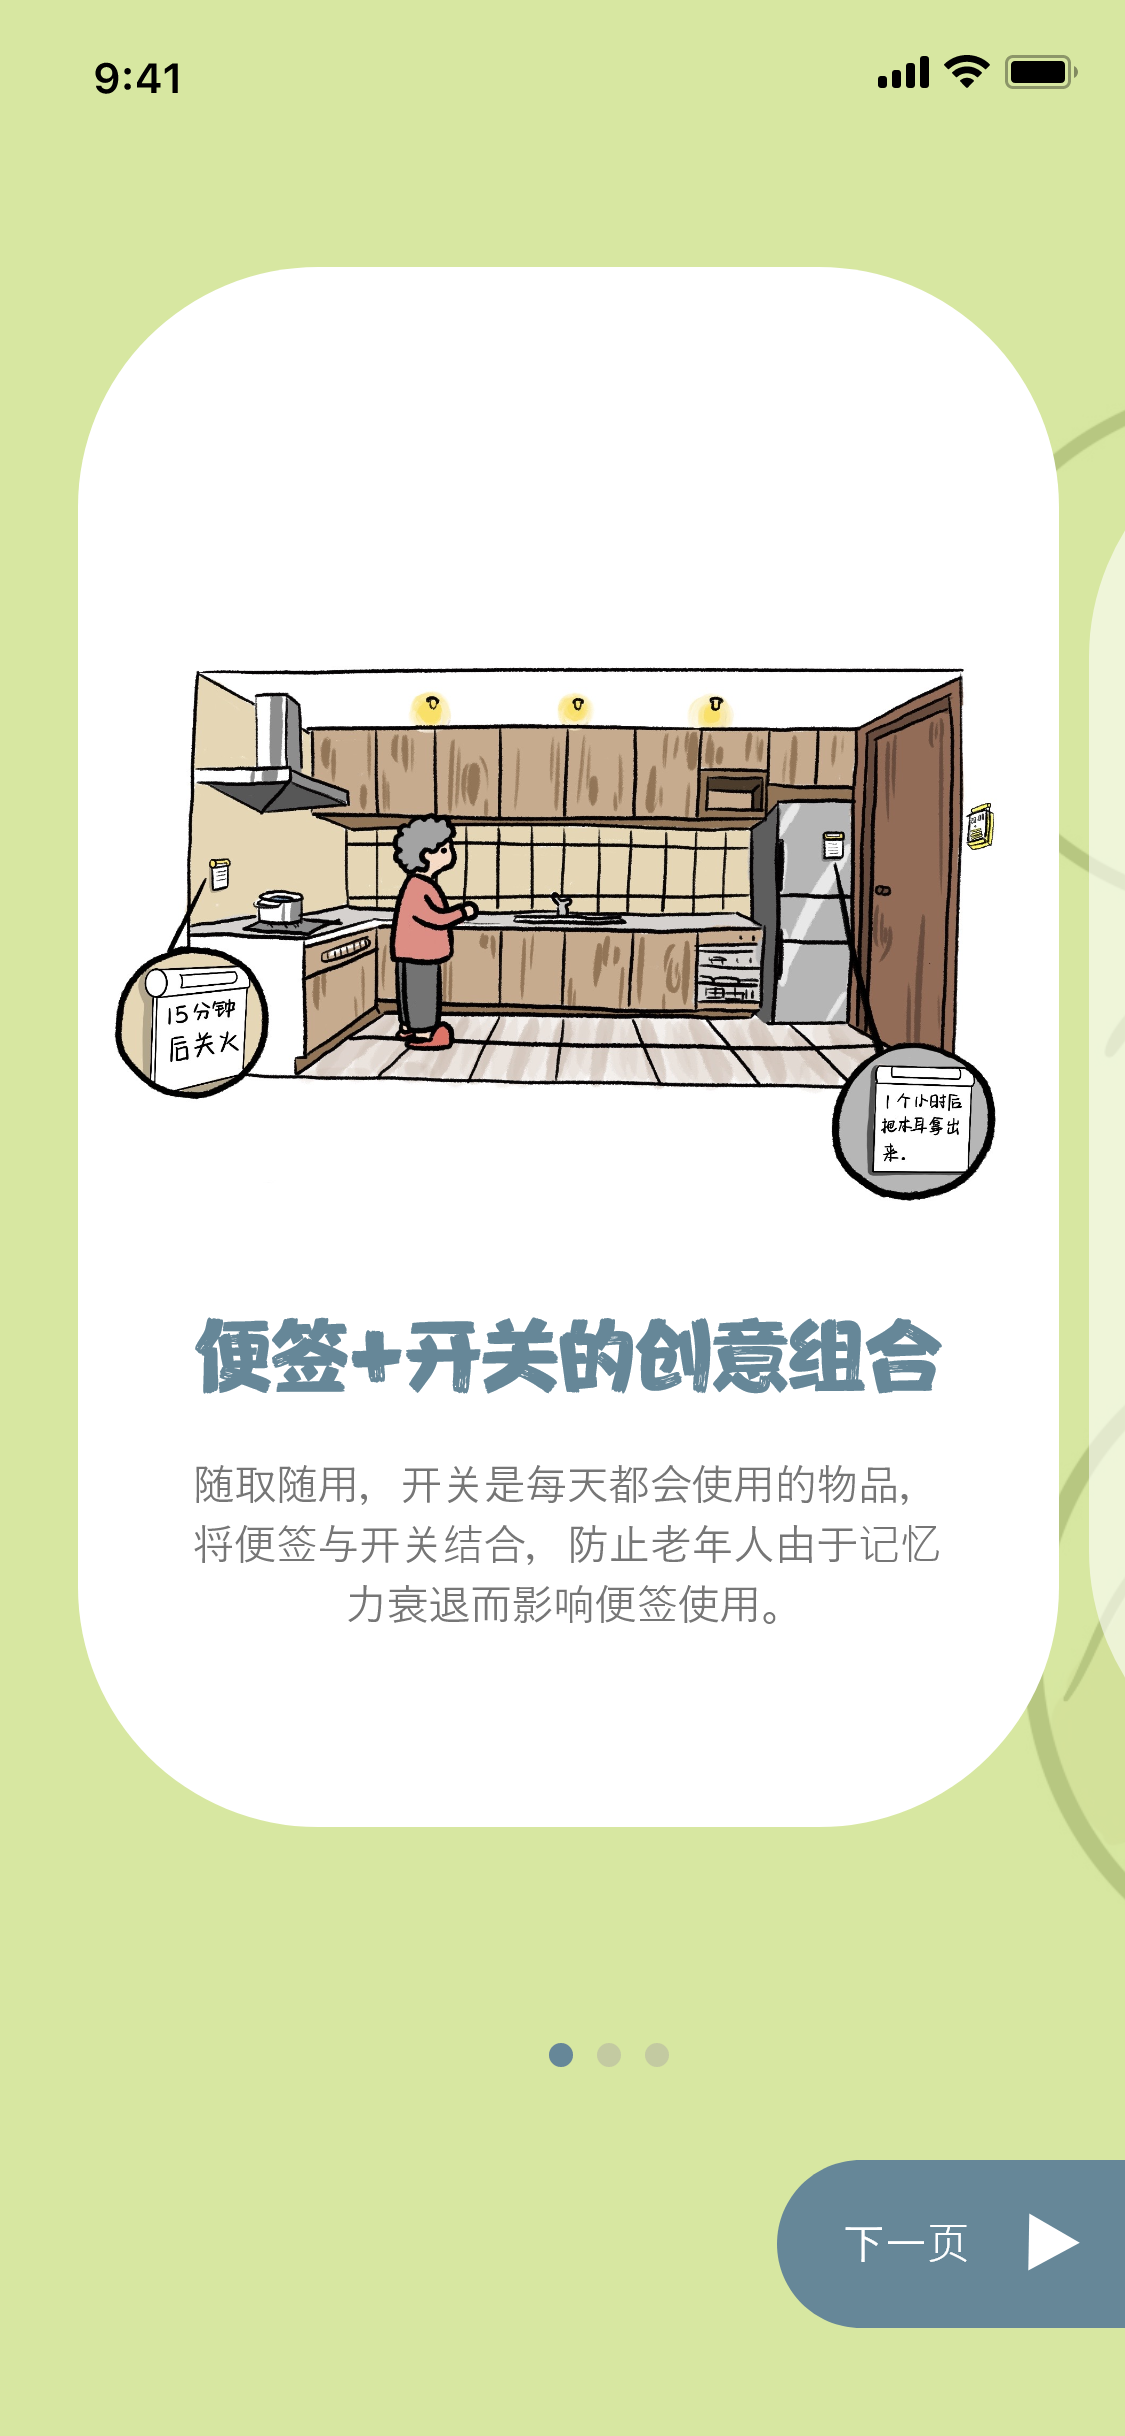 9:41
15分钟
后关火
1个小时后
把木耳拿出
来.
便签+开关的创意组合
随取随用，开关是每天都会使用的物品，
将便签与开关结合，防止老年人由于记忆
力衰退而影响便签使用。
下一页